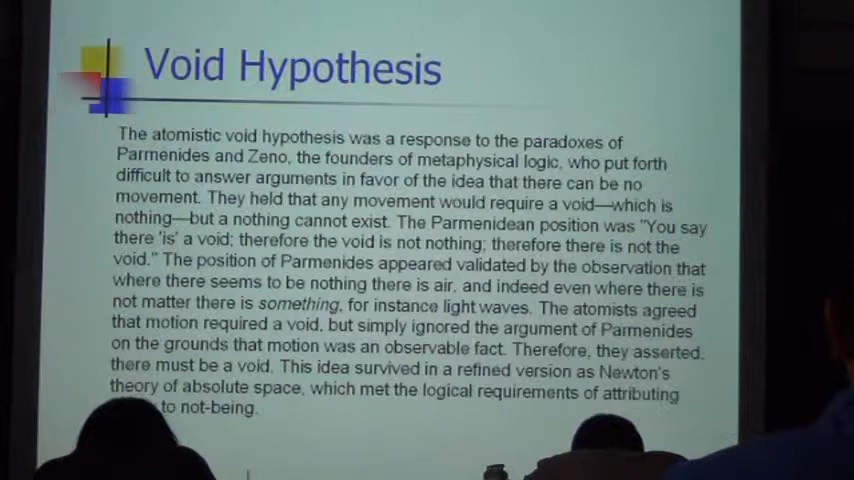 Void Hypothesis
The atomistic void hypothesis was a response to the paradoxes of
Parmenides and Zeno, the founders of metaphysical logic, who put forth
difficult to answer arguments in favor of the idea that there can be no
movement. They held that any movement would require a void—which is
nothing—but a nothing cannot exist. The Parmenidean position was "You say
there 'is' a void; therefore the void is not nothing; therefore there is not the
void." The position of Parmenides appeared validated by the observation that
where there seems to be nothing there is air, and indeed even where there is
not matter there is something, for instance light waves. The atomists agreed
that motion required a void, but simply ignored the argument of Parmenides
on the grounds that motion was an observable fact. Therefore, they asserted,
there must be a void. This idea survived in a refined version as Newton's
theory of absolute space, which met the logical requirements of attributing
to not-being.